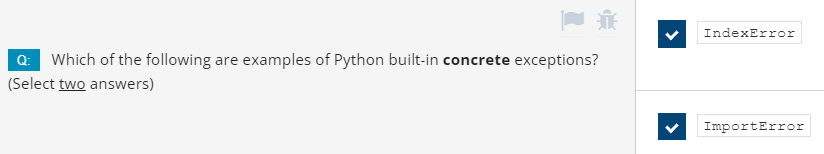 Q: Which of the following are examples of Python built-in concrete exceptions?
(Select two answers)
IndexError
ImportError